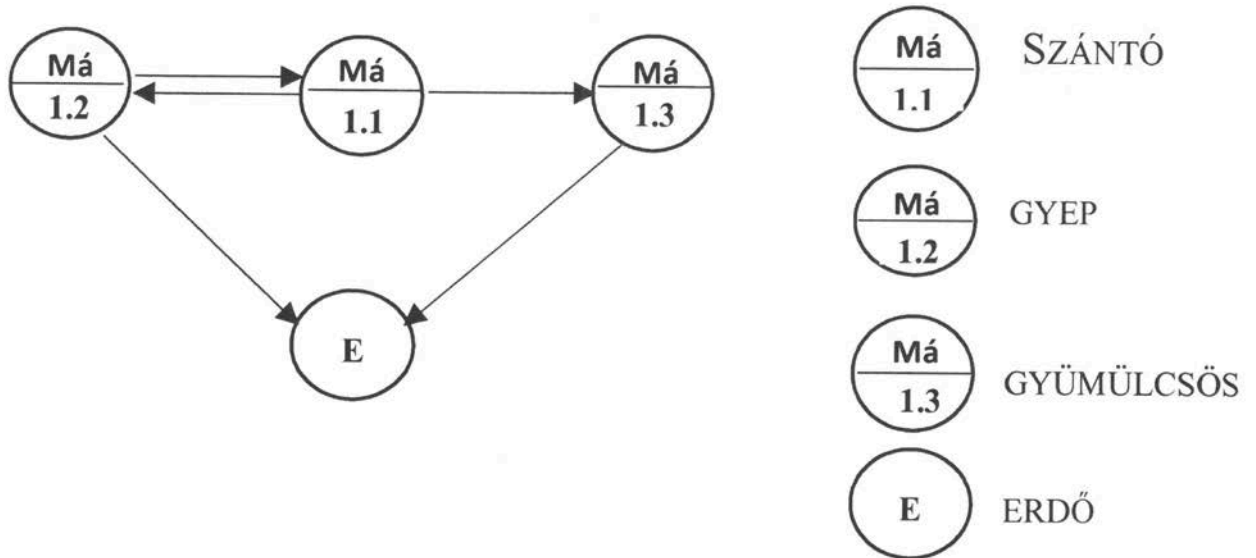 Má
1.2
Má
1.1
Má
1.3
E
Má
1.1
SZÁNTÓ
Má
1.2
GYEP
Má
1.3
GYÜMÜLCSÖS
E
ERDŐ